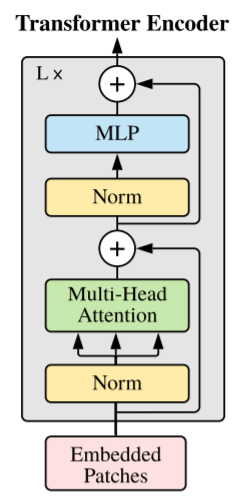 Transformer Encoder
L x
+
MLP
Norm
+
Multi-Head
Attention
Norm
Embedded
Patches